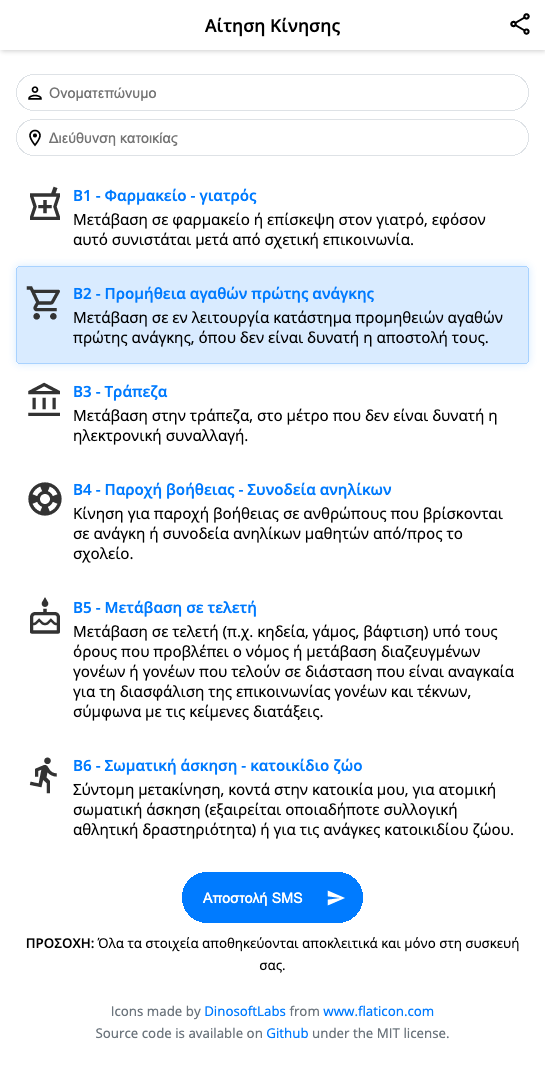 Αίτηση Κίνησης
Ονοματεπώνυμο
Διεύθυνση κατοικίας
B1 - Φαρμακείο - γιατρός
Μετάβαση σε φαρμακείο ή επίσκεψη στον γιατρό, εφόσον
αυτό συνιστάται μετά από σχετική επικοινωνία.
B2 - Προμήθεια αγαθών πρώτης ανάγκης
Μετάβαση σε εν λειτουργία κατάστημα προμηθειών αγαθών
πρώτης ανάγκης, όπου δεν είναι δυνατή η αποστολή τους.
B3 - Τράπεζα
Μετάβαση στην τράπεζα, στο μέτρο που δεν είναι δυνατή η
ηλεκτρονική συναλλαγή.
B4 - Παροχή βοήθειας - Συνοδεία ανηλίκων
Κίνηση για παροχή βοήθειας σε ανθρώπους που βρίσκονται
σε ανάγκη ή συνοδεία ανηλίκων μαθητών από/προς το
σχολείο.
B5 - Μετάβαση σε τελετή
Μετάβαση σε τελετή (π.χ. κηδεία, γάμος, βάφτιση) υπό τους
όρους που προβλέπει ο νόμος ή μετάβαση διαζευγμένων
γονέων ή γονέων που τελούν σε διάσταση που είναι αναγκαία
για τη διασφάλιση της επικοινωνίας γονέων και τέκνων,
σύμφωνα με τις κείμενες διατάξεις.
B6 - Σωματική άσκηση - κατοικίδιο ζώο
Σύντομη μετακίνηση, κοντά στην κατοικία μου, για ατομική
σωματική άσκηση (εξαιρείται οποιαδήποτε συλλογική
αθλητική δραστηριότητα) ή για τις ανάγκες κατοικιδίου ζώου.
Αποστολή SMS
ΠΡΟΣΟΧΗ: Όλα τα στοιχεία αποθηκεύονται αποκλειτικά και μόνο στη συσκευή
σας.
Icons made by DinosoftLabs from www.flaticon.com
Source code is available on Github under the MIT license.